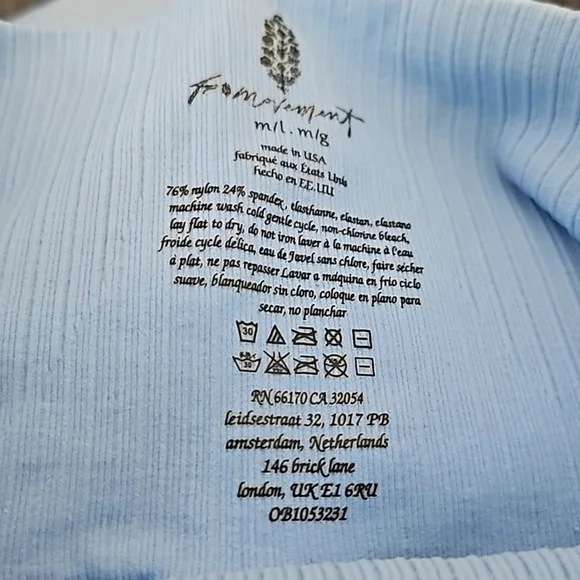 FP movement
m/l . m/g
made in USA
fabriqué aux États Unis
hecho en EE.UU
76% nylon 24% spandex, elasthanne, elastan, elastano
machine wash cold gentle cycle, non-chlorine bleach,
lay flat to dry, do not iron laver à la machine à l'eau
froide cycle délica, eau de Javel sans chlore, faire sécher
à plat, ne pas repasser Lavar a máquina en frío ciclo
suave, blanqueador sin cloro, coloque en plano para
secar, no planchar
30
30
RN 66170 CA 32054
leidsestraat 32, 1017 PB
amsterdam, Netherlands
146 brick lane
london, UK E1 6RU
OB1053231